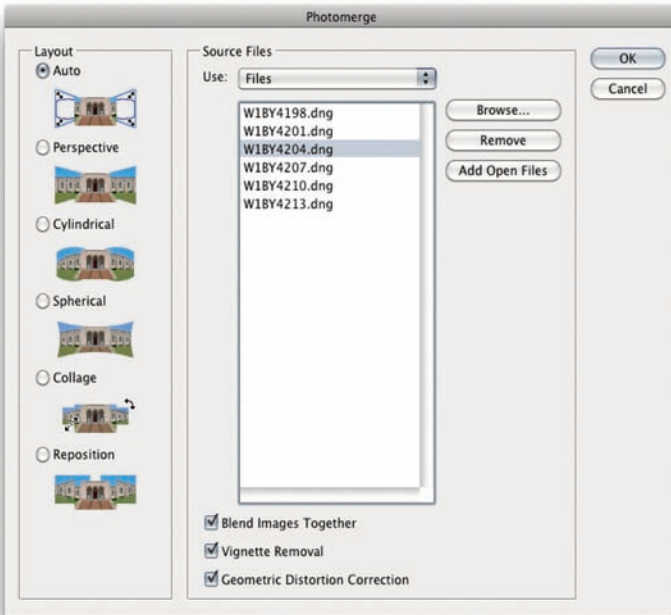 Photomerge
Layout
Auto
Perspective
Cylindrical
Spherical
Collage
Reposition
Source Files
Use: Files
W1BY4198.dng
W1BY4201.dng
W1BY4204.dng
W1BY4207.dng
W1BY4210.dng
W1BY4213.dng
Browse...
Remove
Add Open Files
Blend Images Together
Vignette Removal
Geometric Distortion Correction
OK
Cancel